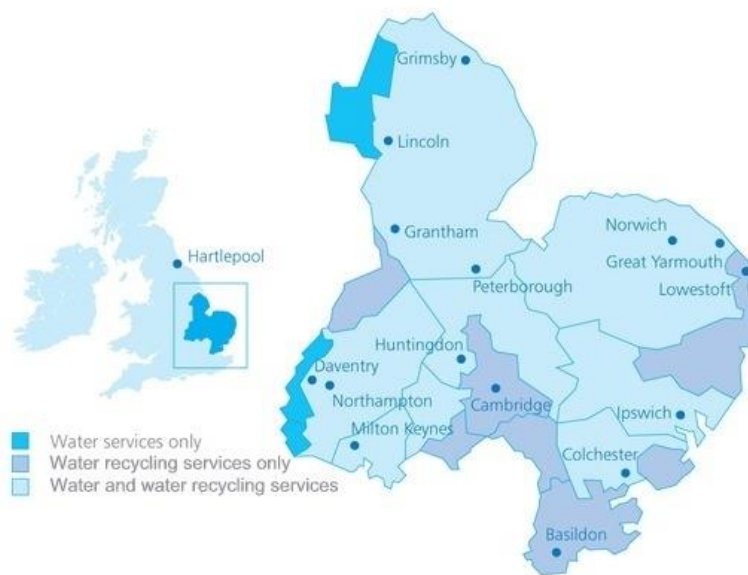 Grimsby
Lincoln
Grantham
Norwich
Great Yarmouth
Hartlepool
Peterborough
Lowestoft
Huntingdon
Daventry
Northampton
Cambridge
Ipswich
Milton Keynes
Water services only
Water recycling services only
Colchester
Water and water recycling services
Basildon